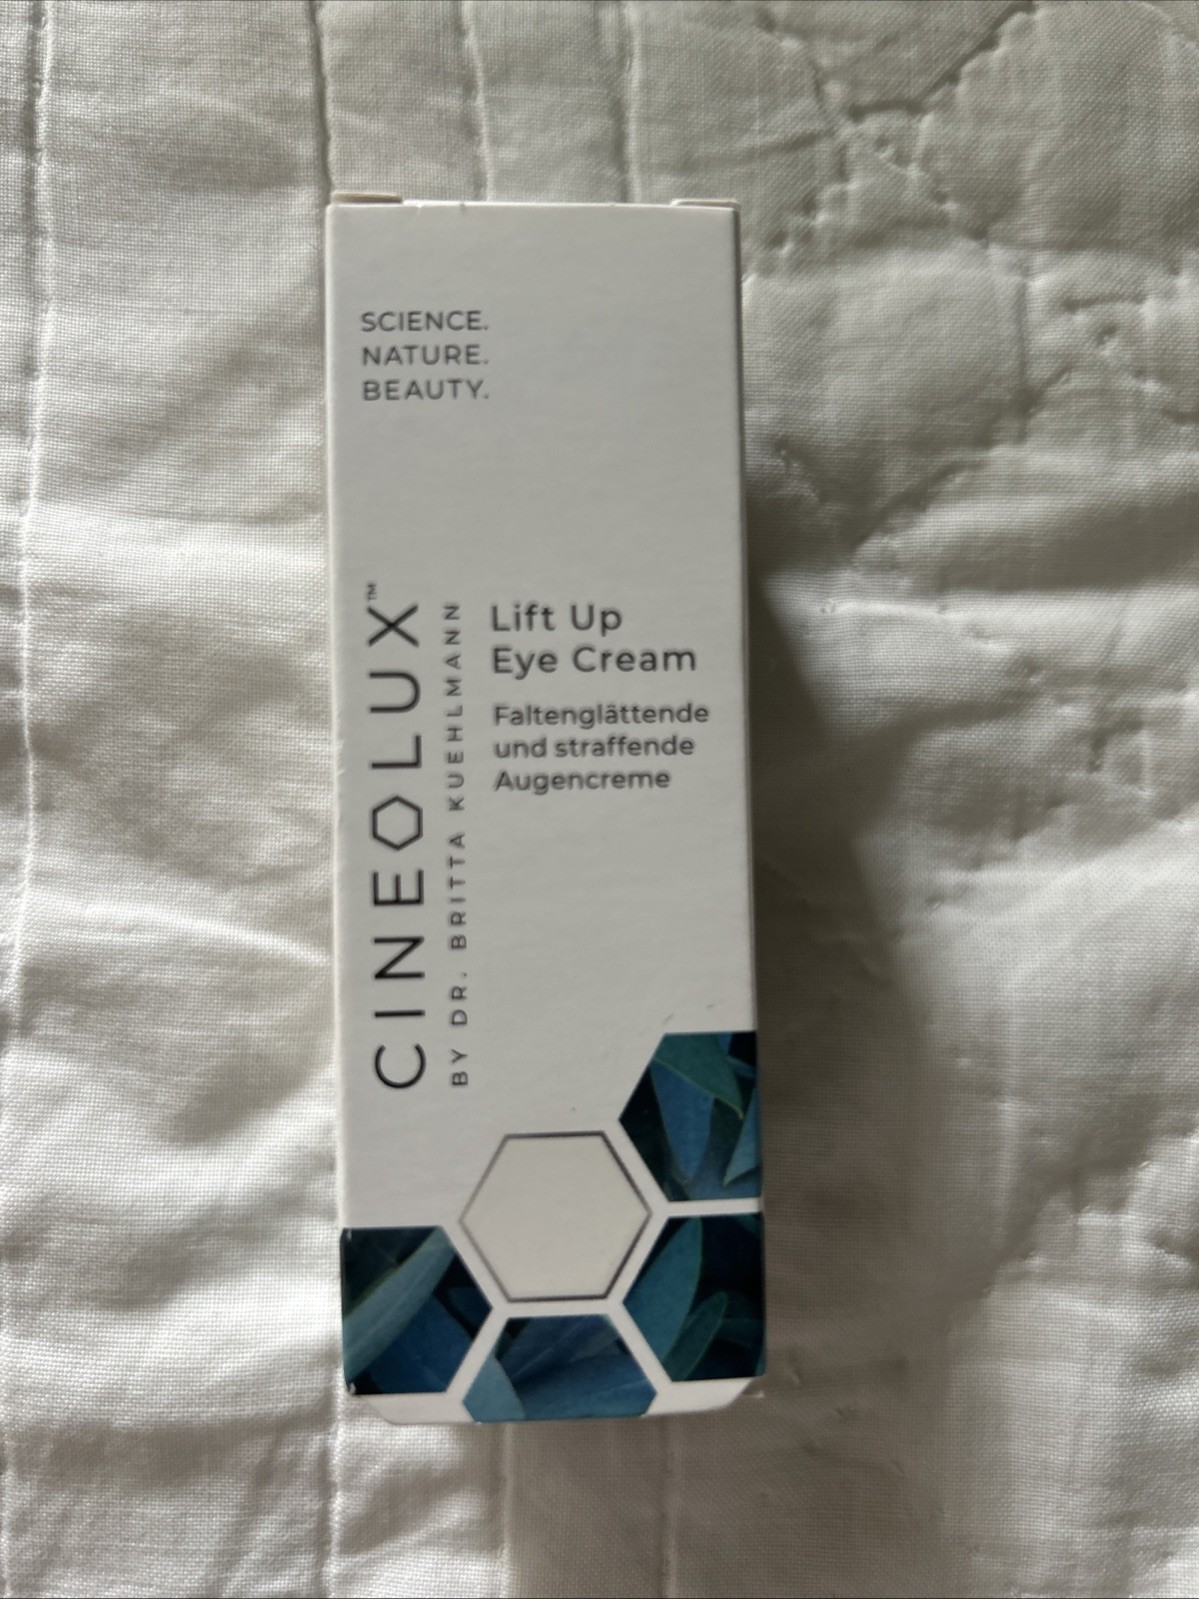 SCIENCE.
NATURE.
BEAUTY.
CINEOLUX™
BY DR. BRITTA KUEHLMANN
Lift Up
Eye Cream
Faltenglättende
und straffende
Augencreme